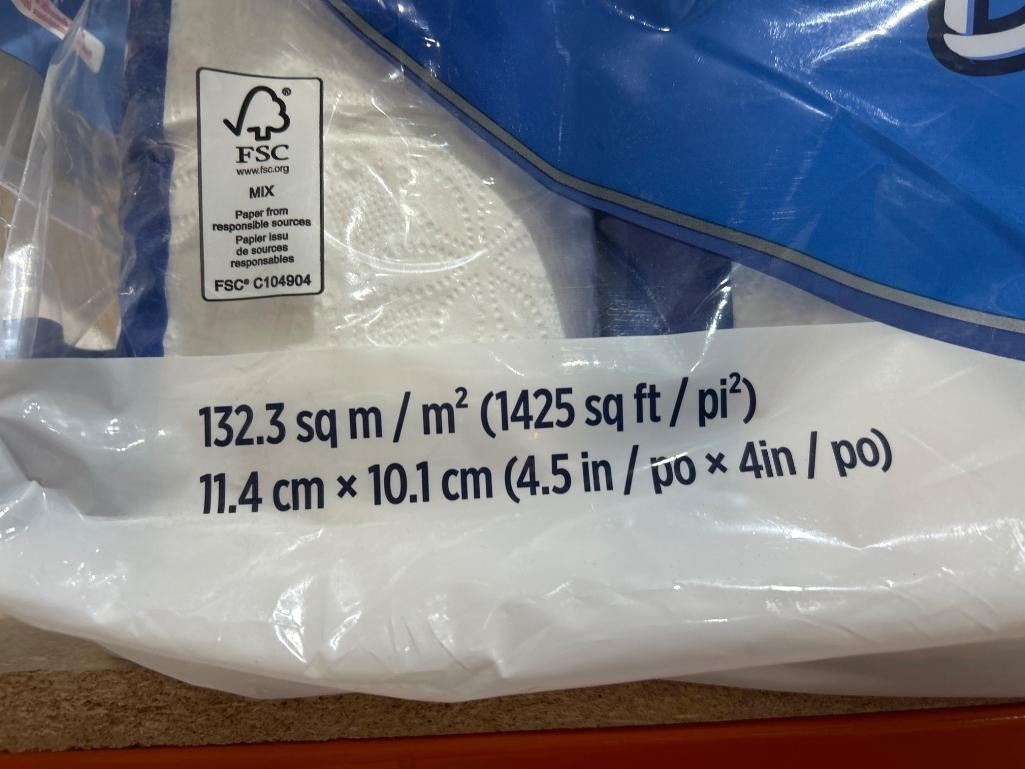 FSC®
www.fsc.org
MIX
Paper from
responsible sources
Papier issu
de sources
responsables
FSC® C104904
132.3 sq m / m² (1425 sq ft / pi²)
11.4 cm × 10.1 cm (4.5 in / po × 4in / po)